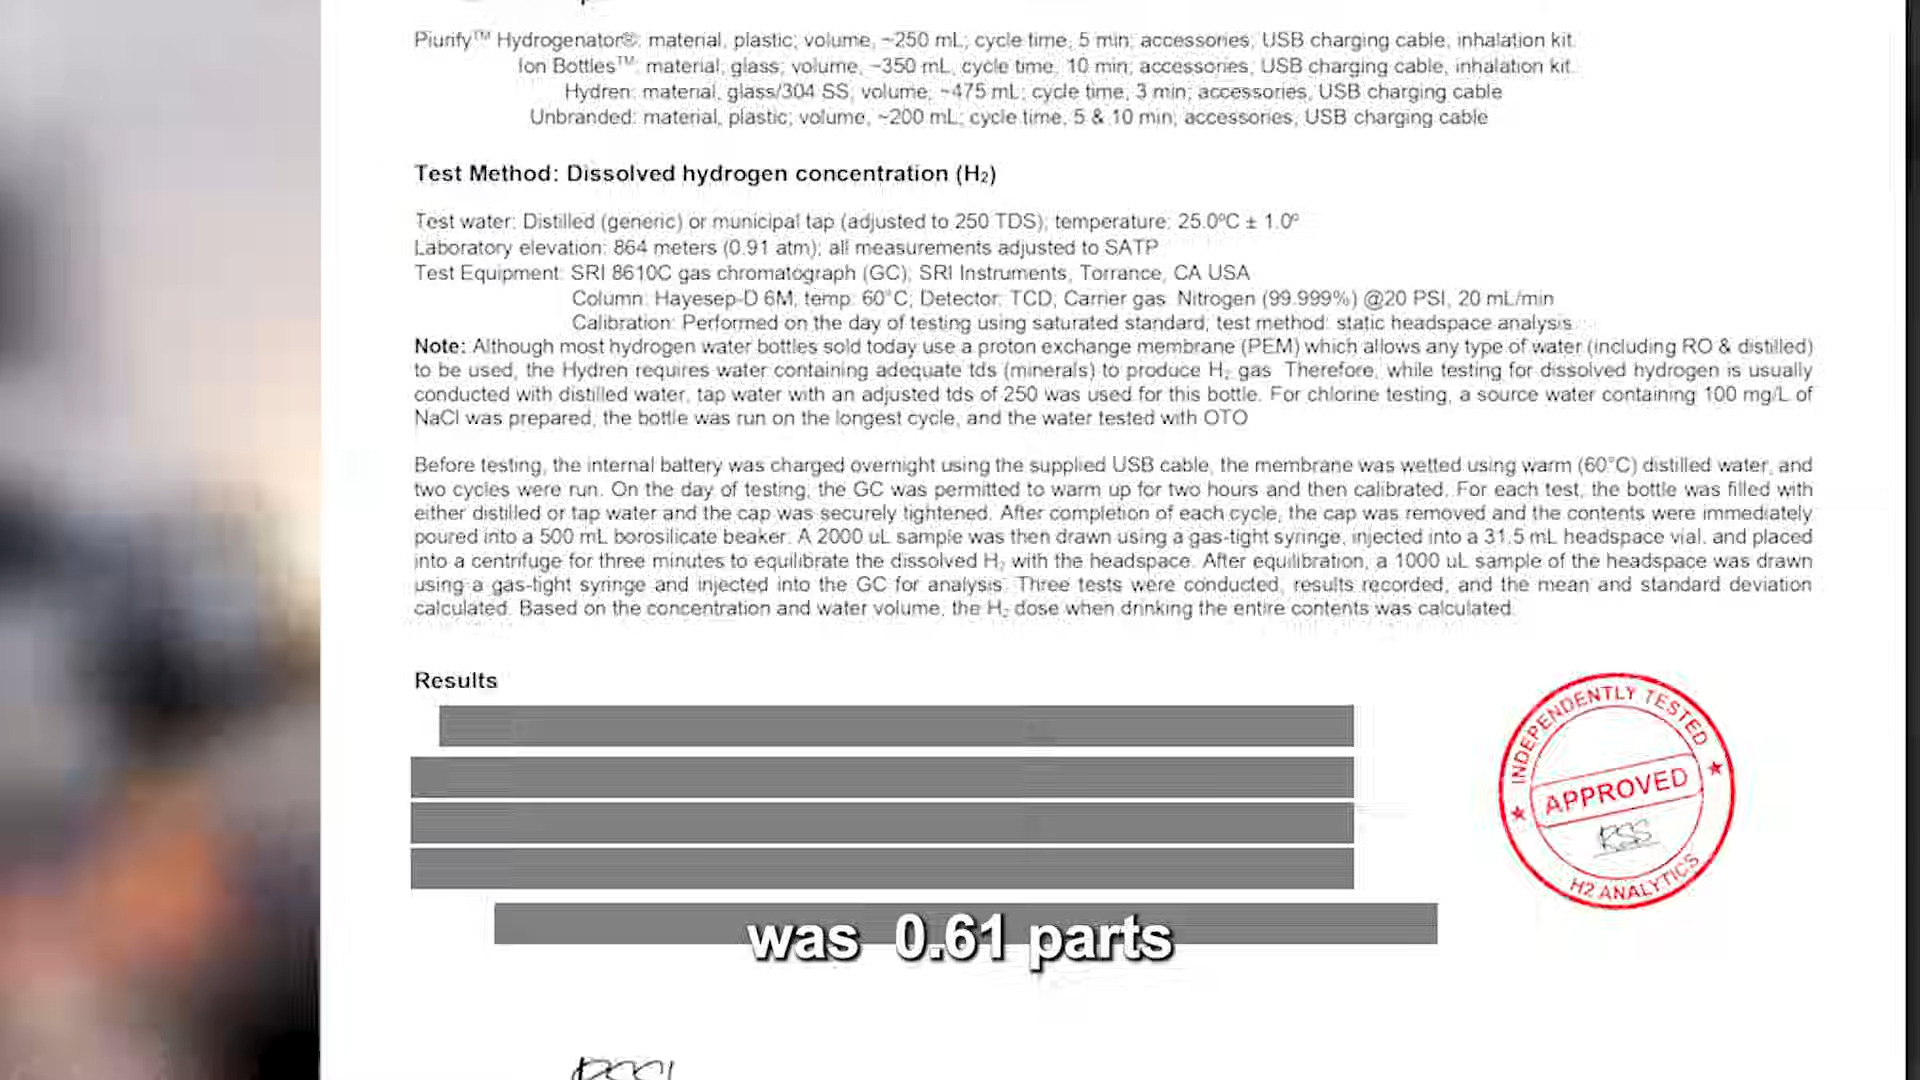 Piurify™ Hydrogenator®: material, plastic; volume, ~250 mL; cycle time, 5 min; accessories, USB charging cable, inhalation kit
Ion Bottles™: material, glass; volume, ~350 mL, cycle time, 10 min; accessories, USB charging cable, inhalation kit
Hydren: material, glass/304 SS; volume, ~475 mL; cycle time, 3 min; accessories, USB charging cable
Unbranded: material, plastic; volume, ~200 mL; cycle time, 5 & 10 min; accessories, USB charging cable
Test Method: Dissolved hydrogen concentration (H₂)
Test water: Distilled (generic) or municipal tap (adjusted to 250 TDS); temperature: 25.0ºC ± 1.0º
Laboratory elevation: 864 meters (0.91 atm); all measurements adjusted to SATP
Test Equipment: SRI 8610C gas chromatograph (GC); SRI Instruments, Torrance, CA USA
Column: Hayesep-D 6M, temp: 60°C; Detector: TCD; Carrier gas: Nitrogen (99.999%) @20 PSI, 20 mL/min
Calibration: Performed on the day of testing using saturated standard; test method: static headspace analysis
Note: Although most hydrogen water bottles sold today use a proton exchange membrane (PEM) which allows any type of water (including RO & distilled)
to be used, the Hydren requires water containing adequate tds (minerals) to produce H₂ gas. Therefore, while testing for dissolved hydrogen is usually
conducted with distilled water, tap water with an adjusted tds of 250 was used for this bottle. For chlorine testing, a source water containing 100 mg/L of
NaCl was prepared, the bottle was run on the longest cycle, and the water tested with OTO
Before testing, the internal battery was charged overnight using the supplied USB cable, the membrane was wetted using warm (60°C) distilled water, and
two cycles were run. On the day of testing, the GC was permitted to warm up for two hours and then calibrated. For each test, the bottle was filled with
either distilled or tap water and the cap was securely tightened. After completion of each cycle, the cap was removed and the contents were immediately
poured into a 500 mL borosilicate beaker. A 2000 uL sample was then drawn using a gas-tight syringe, injected into a 31.5 mL headspace vial, and placed
into a centrifuge for three minutes to equilibrate the dissolved H₂ with the headspace. After equilibration, a 1000 uL sample of the headspace was drawn
using a gas-tight syringe and injected into the GC for analysis. Three tests were conducted, results recorded, and the mean and standard deviation
calculated. Based on the concentration and water volume, the H₂ dose when drinking the entire contents was calculated.
Results
INDEPENDENTLY TESTED
APPROVED
RSS
H2 ANALYTICS
was 0.61 parts